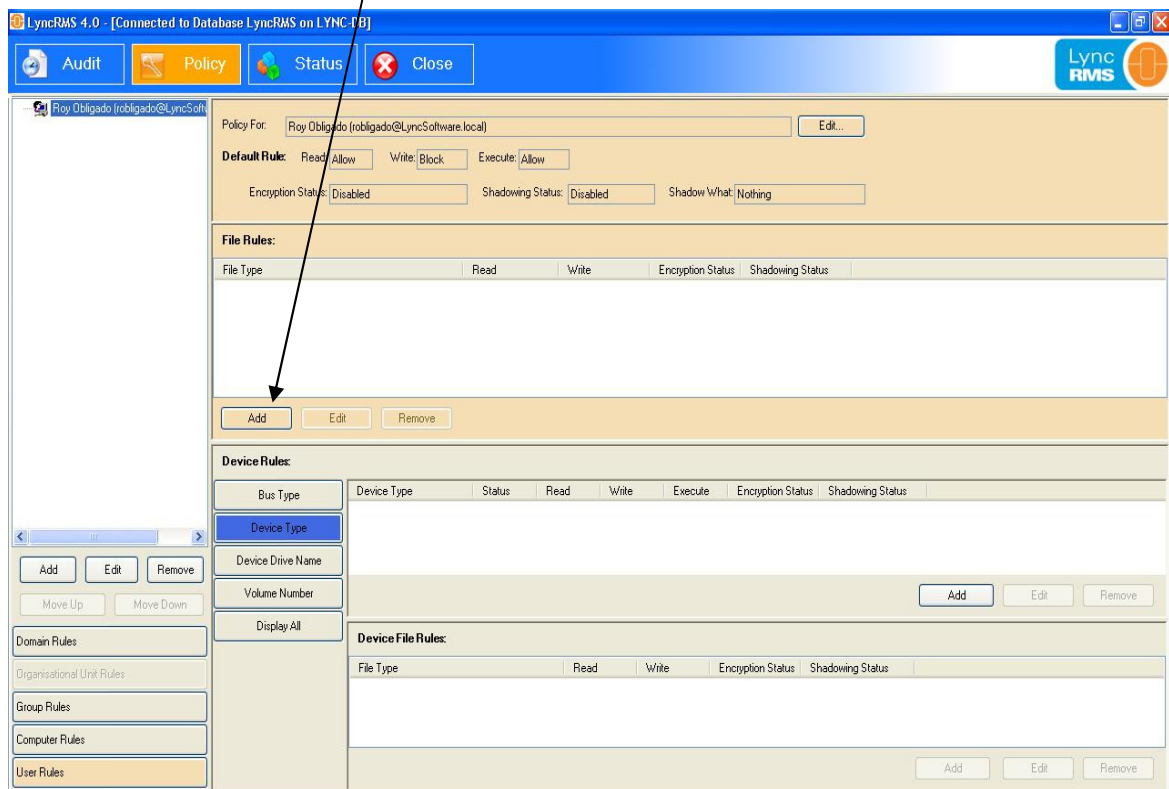 LyncRMS 4.0 - [Connected to Database LyncRMS on LYNC-DB]
Audit Policy Status Close
Lync
RMS
Roy Obligado (robligado@LyncSoftw
Policy For: Roy Obligado (robligado@LyncSoftware.local) Edit...
Default Rule: Read: Allow Write: Block Execute: Allow
Encryption Status: Disabled Shadowing Status: Disabled Shadow What: Nothing
File Rules:
File Type Read Write Encryption Status Shadowing Status
Add Edit Remove
Device Rules:
Bus Type
Device Type
Device Drive Name
Volume Number
Display All
Device Type Status Read Write Execute Encryption Status Shadowing Status
Add Edit Remove
Device File Rules:
File Type Read Write Encryption Status Shadowing Status
Add Edit Remove
Add Edit Remove
Move Up Move Down
Domain Rules
Organisational Unit Rules
Group Rules
Computer Rules
User Rules